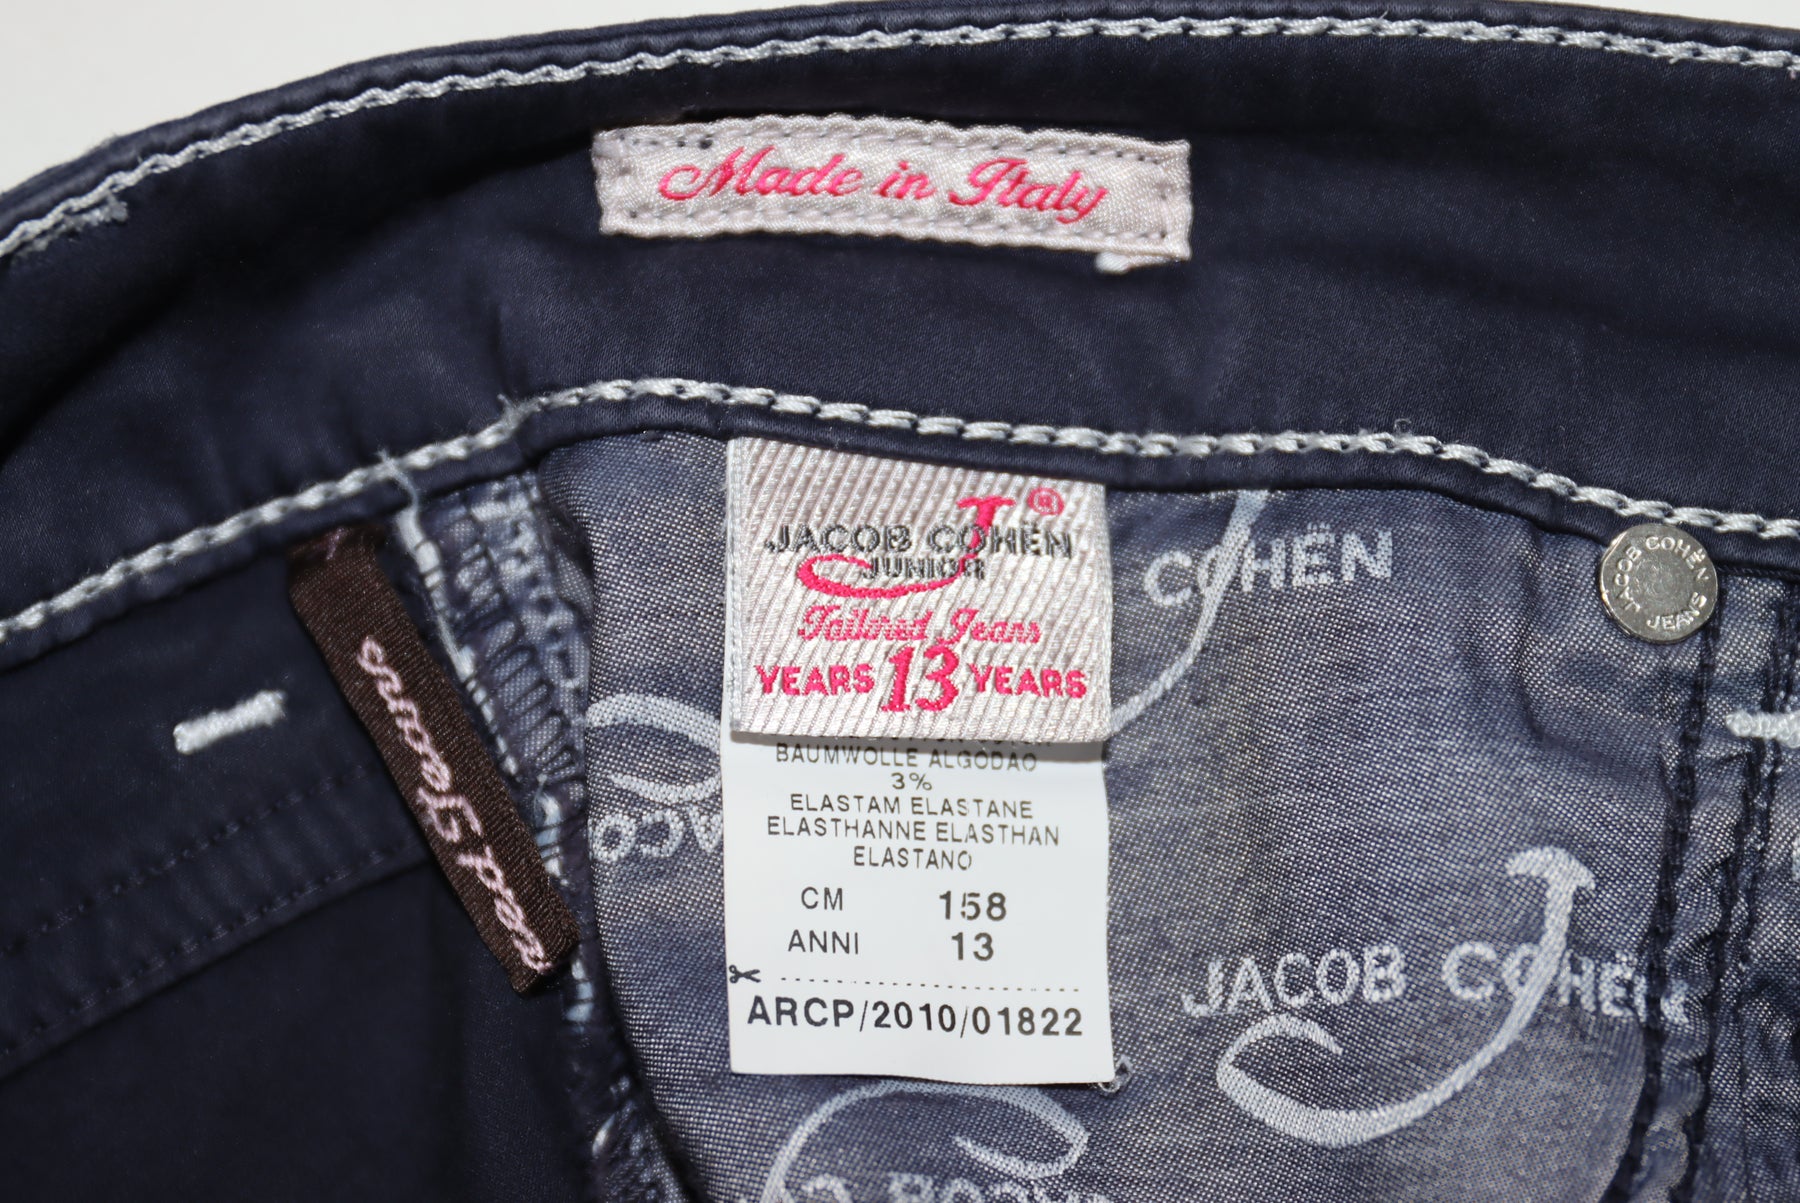 Made in Italy
JACOB COHËN
JUNIOR
Tailored Jeans
YEARS 13 YEARS
BAUMWOLLE ALGODAO
3%
ELASTAM ELASTANE
ELASTHANNE ELASTHAN
ELASTANO
CM 158
ANNI 13
ARCP/2010/01822
COHËN
JACOB COHËN
JEANS
JACOB COHËN